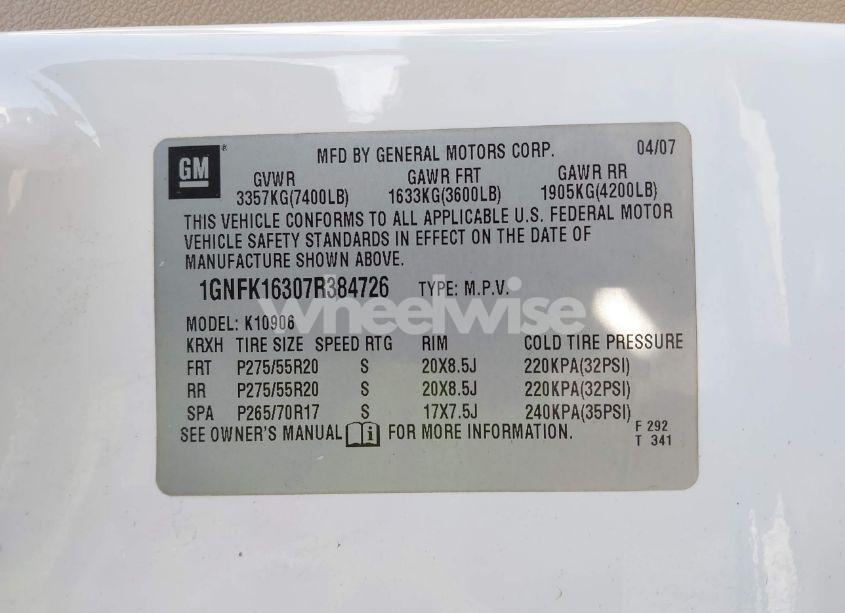 GM ®
MFD BY GENERAL MOTORS CORP. 04/07
GVWR GAWR FRT GAWR RR
3357KG(7400LB) 1633KG(3600LB) 1905KG(4200LB)
THIS VEHICLE CONFORMS TO ALL APPLICABLE U.S. FEDERAL MOTOR
VEHICLE SAFETY STANDARDS IN EFFECT ON THE DATE OF
MANUFACTURE SHOWN ABOVE.
1GNFK16307R384726 TYPE: M.P.V.
Wheelwise
MODEL: K10906
KRXH TIRE SIZE SPEED RTG RIM COLD TIRE PRESSURE
FRT P275/55R20 S 20X8.5J 220KPA(32PSI)
RR P275/55R20 S 20X8.5J 220KPA(32PSI)
SPA P265/70R17 S 17X7.5J 240KPA(35PSI)
SEE OWNER'S MANUAL i FOR MORE INFORMATION.
F 292
T 341